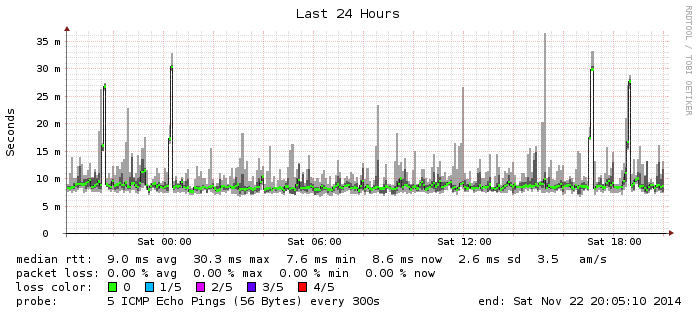 Last 24 Hours
RRDTOOL / TOBI OETIKER
Seconds
35 m
30 m
25 m
20 m
15 m
10 m
5 m
0
Sat 00:00 Sat 06:00 Sat 12:00 Sat 18:00
median rtt: 9.0 ms avg 30.3 ms max 7.6 ms min 8.6 ms now 2.6 ms sd 3.5 am/s
packet loss: 0.00 % avg 0.00 % max 0.00 % min 0.00 % now
loss color: 0 1/5 2/5 3/5 4/5
probe: 5 ICMP Echo Pings (56 Bytes) every 300s end: Sat Nov 22 20:05:10 2014